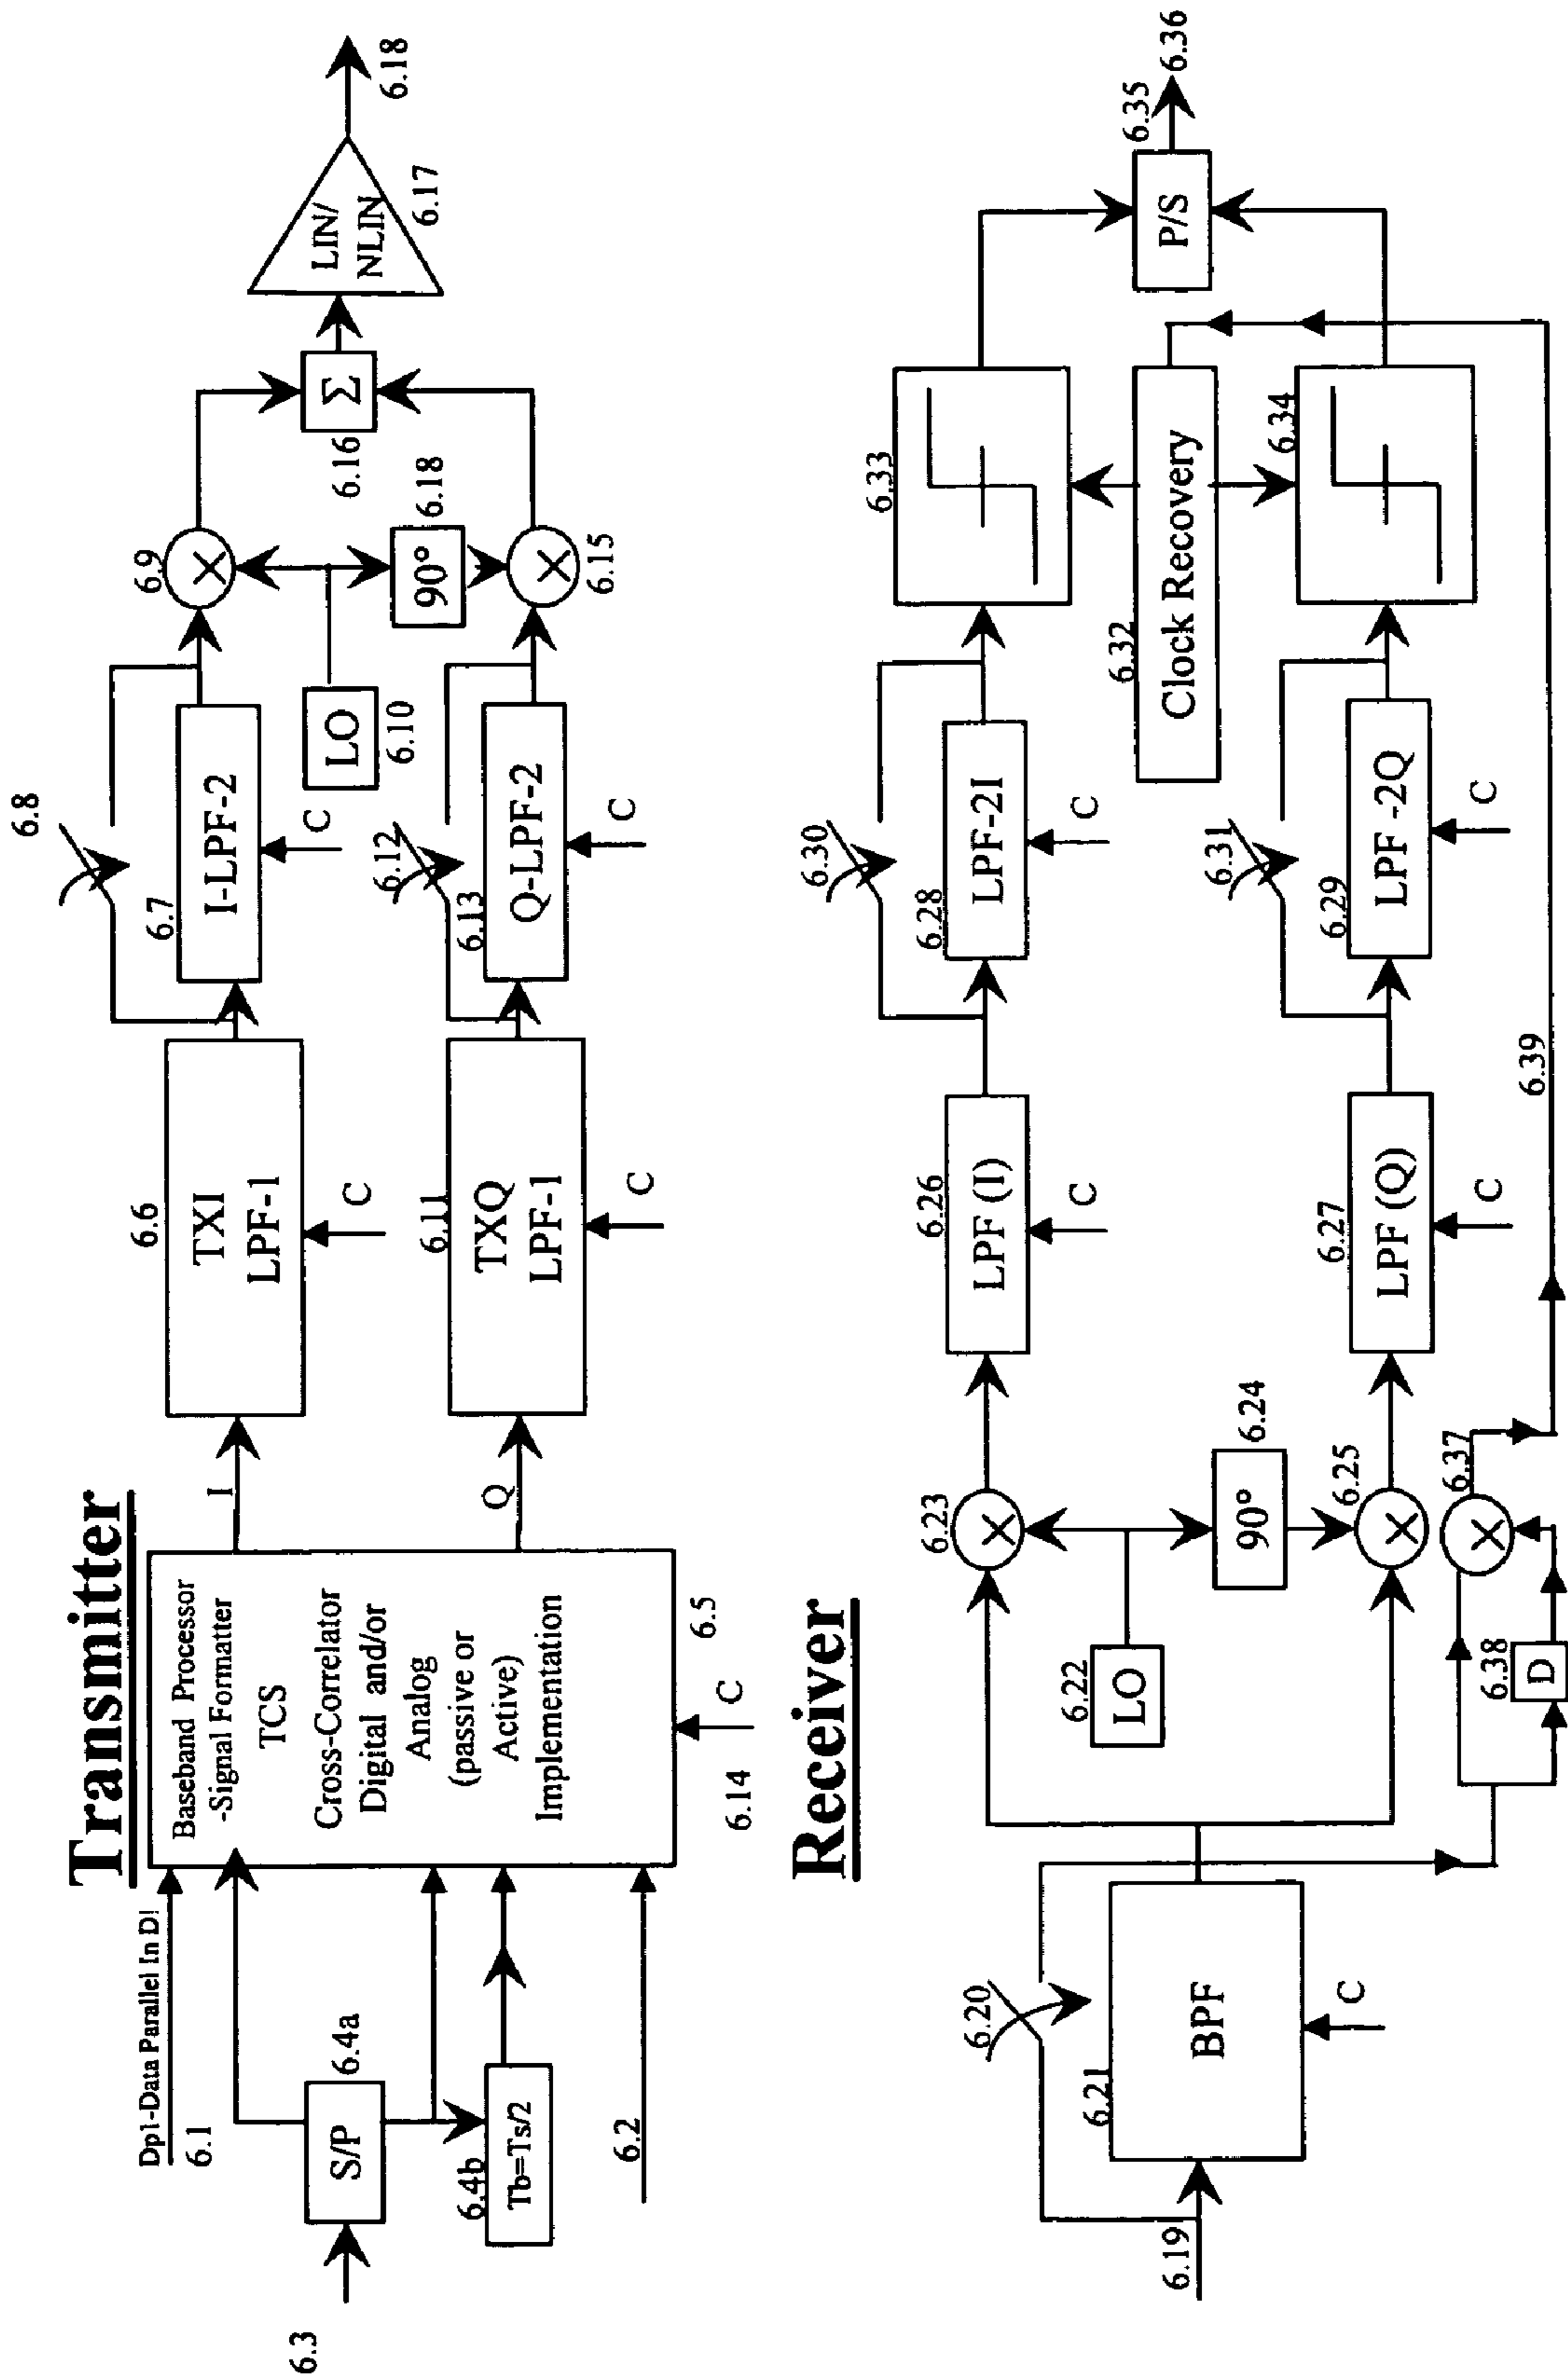 Transmitter
Dp1-Data Parallel In D!
6.1
6.3
S/P
6.4a
6.4b
Tb=Ts/2
6.2
Baseband Processor
-Signal Formatter
TCS
Cross-Correlator
Digital and/or
Analog
(passive or
Active)
Implementation
6.5
C
6.14
I
Q
6.6
TXI
LPF-1
C
6.11
TXQ
LPF-1
C
6.8
6.7
I-LPF-2
C
6.12
6.13
Q-LPF-2
C
LO
6.10
6.9
90°
6.18
6.15
Σ
6.16
LIN/
NLIN
6.17
6.18
Receiver
6.19
6.20
6.21
BPF
C
6.22
LO
6.23
90°
6.24
6.25
6.37
6.38
D
6.39
6.26
LPF (I)
C
6.27
LPF (Q)
C
6.30
6.28
LPF-2I
C
6.31
6.29
LPF -2Q
C
6.32
Clock Recovery
6.33
6.34
P/S
6.35
6.36